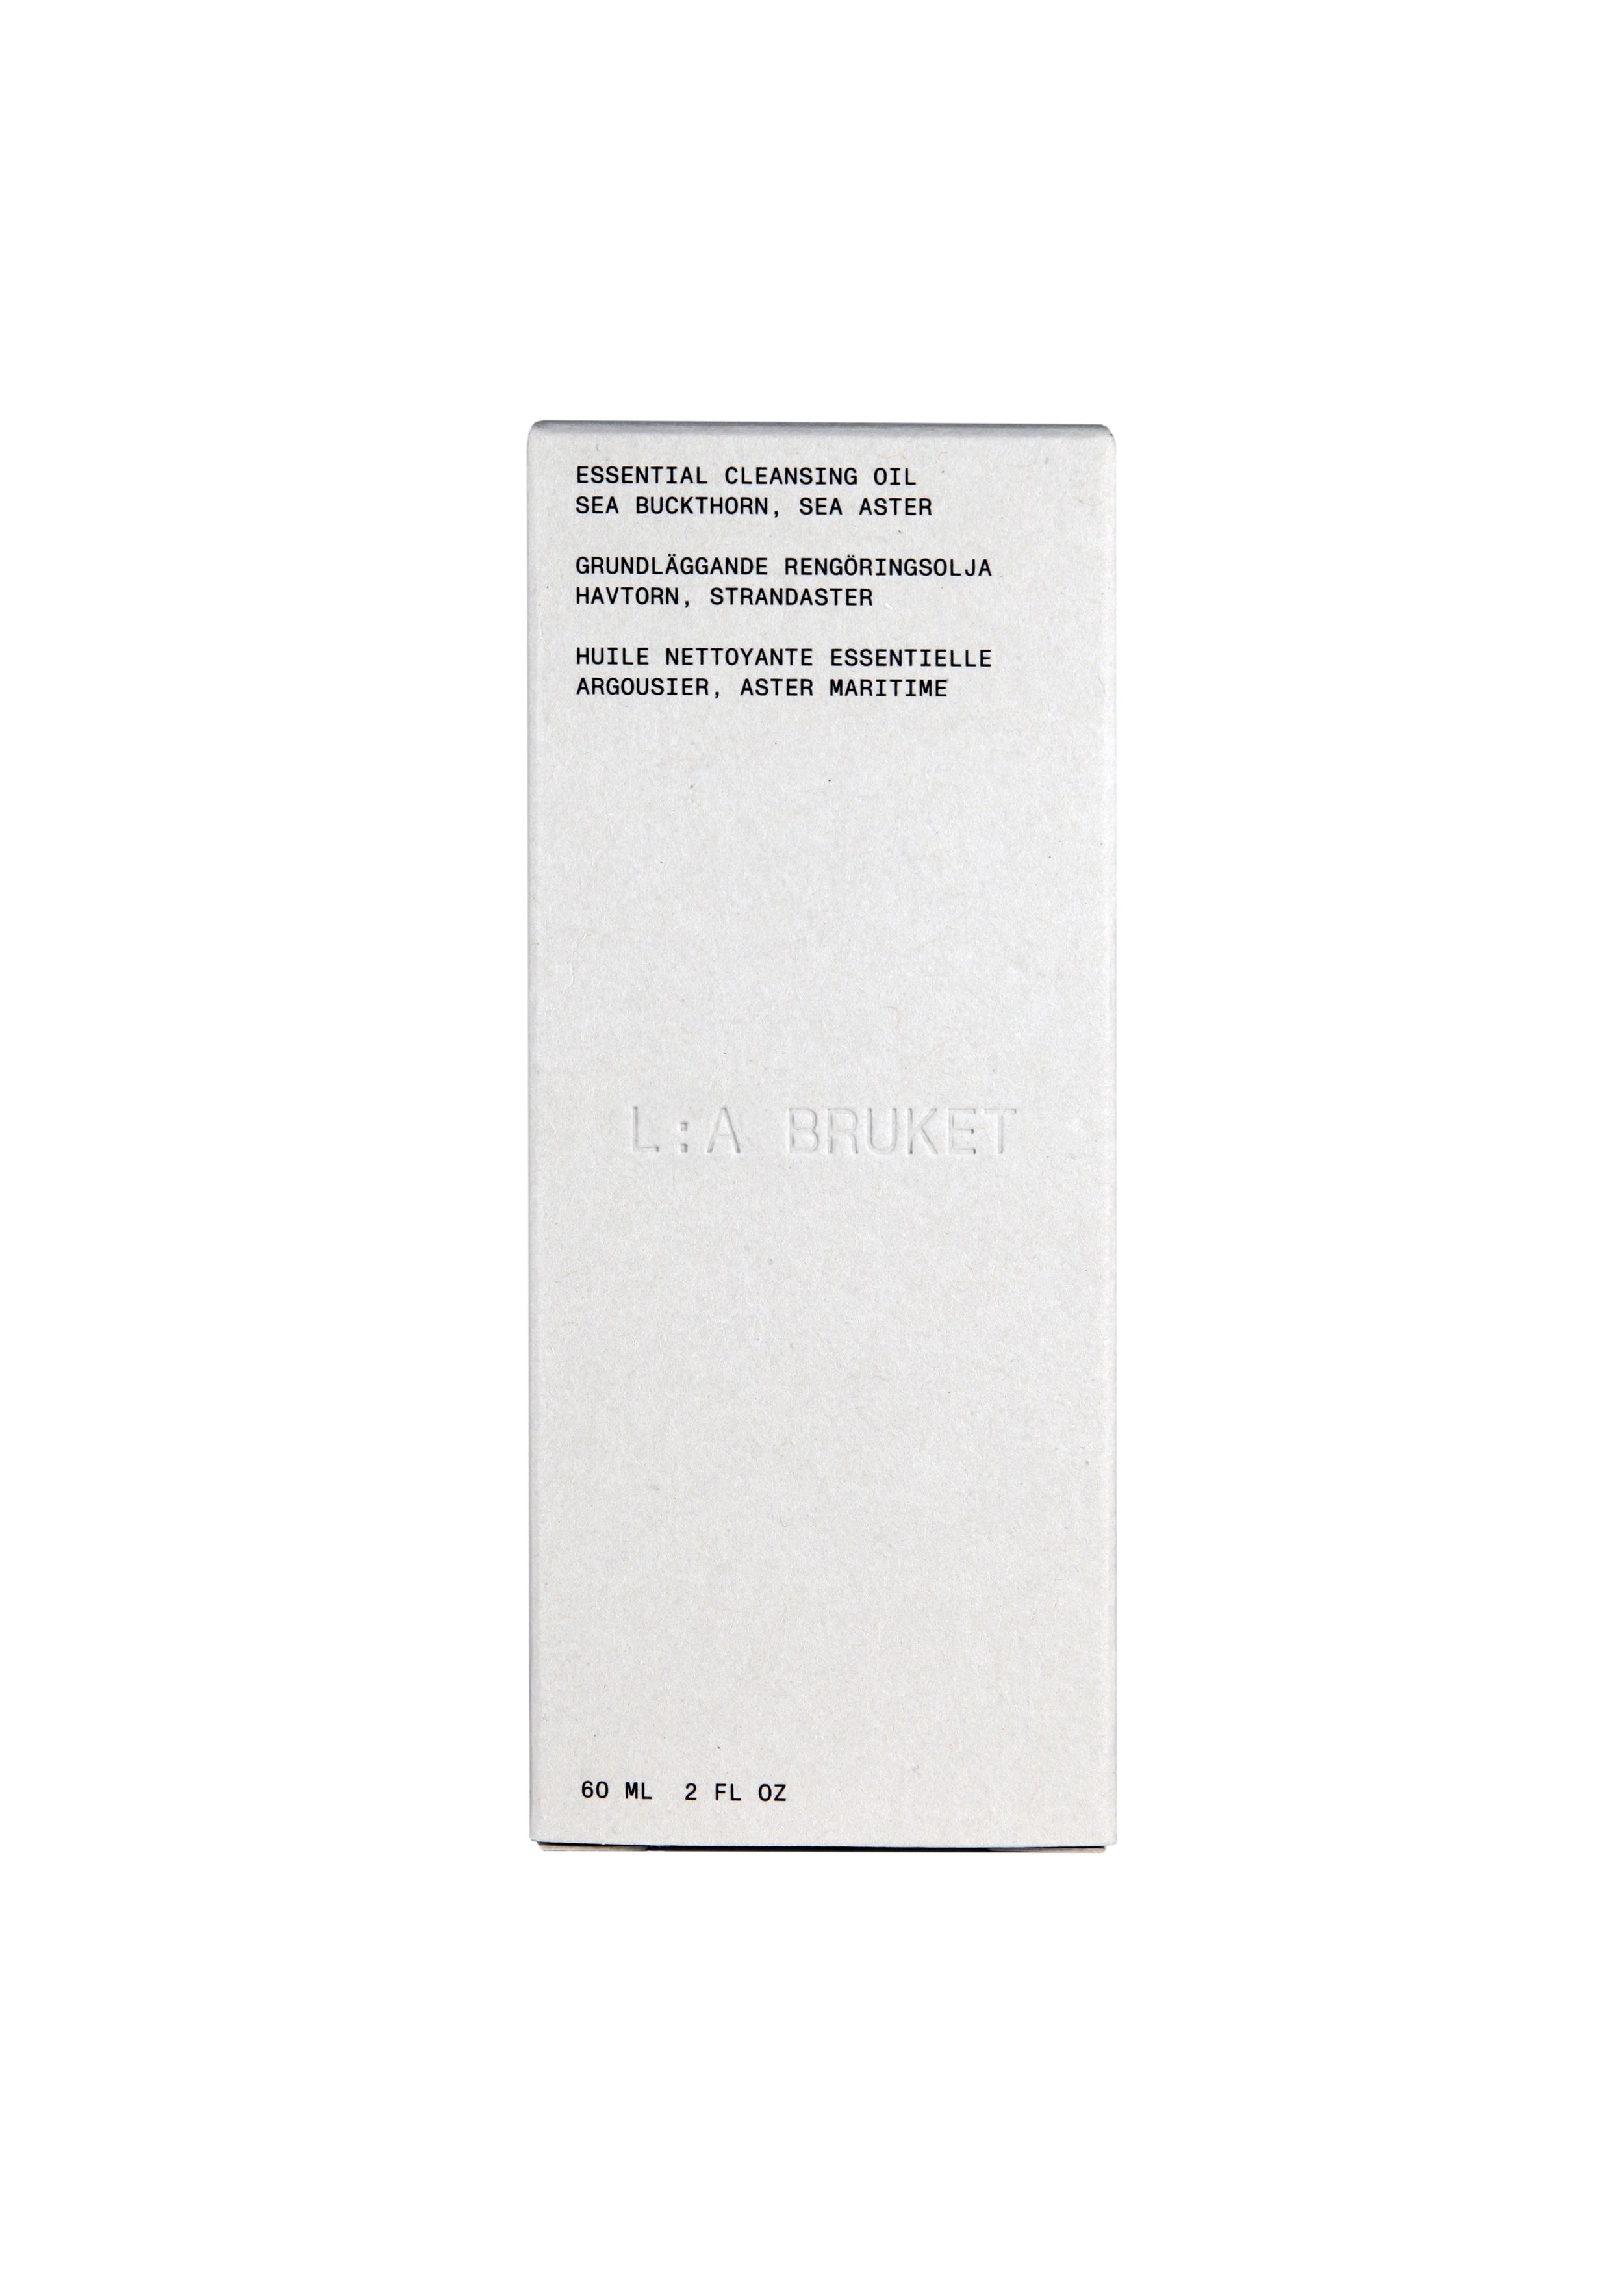 ESSENTIAL CLEANSING OIL
SEA BUCKTHORN, SEA ASTER
GRUNDLÄGGANDE RENGÖRINGSOLJA
HAVTORN, STRANDASTER
HUILE NETTOYANTE ESSENTIELLE
ARGOUSIER, ASTER MARITIME
L:A BRUKET
60 ML  2 FL OZ